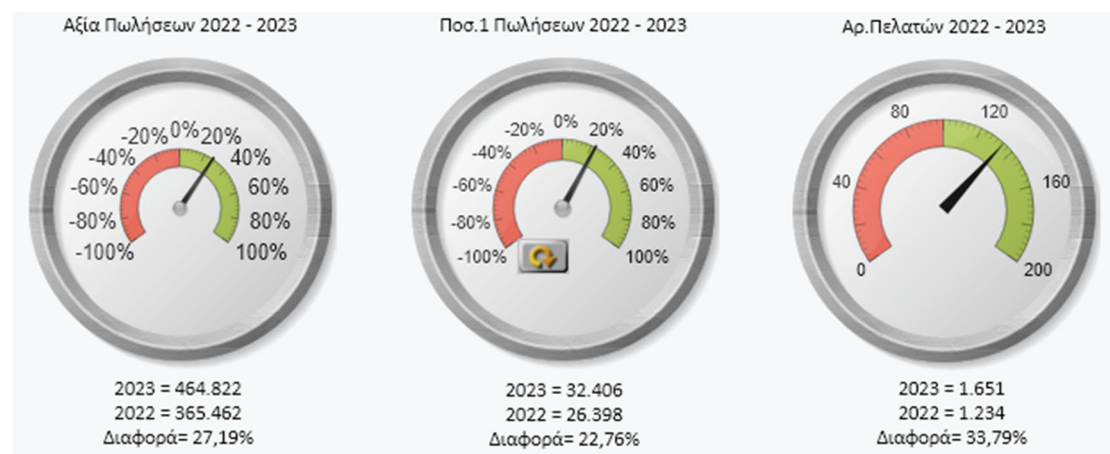 Αξία Πωλήσεων 2022 - 2023
-100%
-80%
-60%
-40%
-20%
0%
20%
40%
60%
80%
100%
2023 = 464.822
2022 = 365.462
Διαφορά= 27,19%
Ποσ.1 Πωλήσεων 2022 - 2023
-100%
-80%
-60%
-40%
-20%
0%
20%
40%
60%
80%
100%
2023 = 32.406
2022 = 26.398
Διαφορά= 22,76%
Αρ.Πελατών 2022 - 2023
0
40
80
120
160
200
2023 = 1.651
2022 = 1.234
Διαφορά= 33,79%